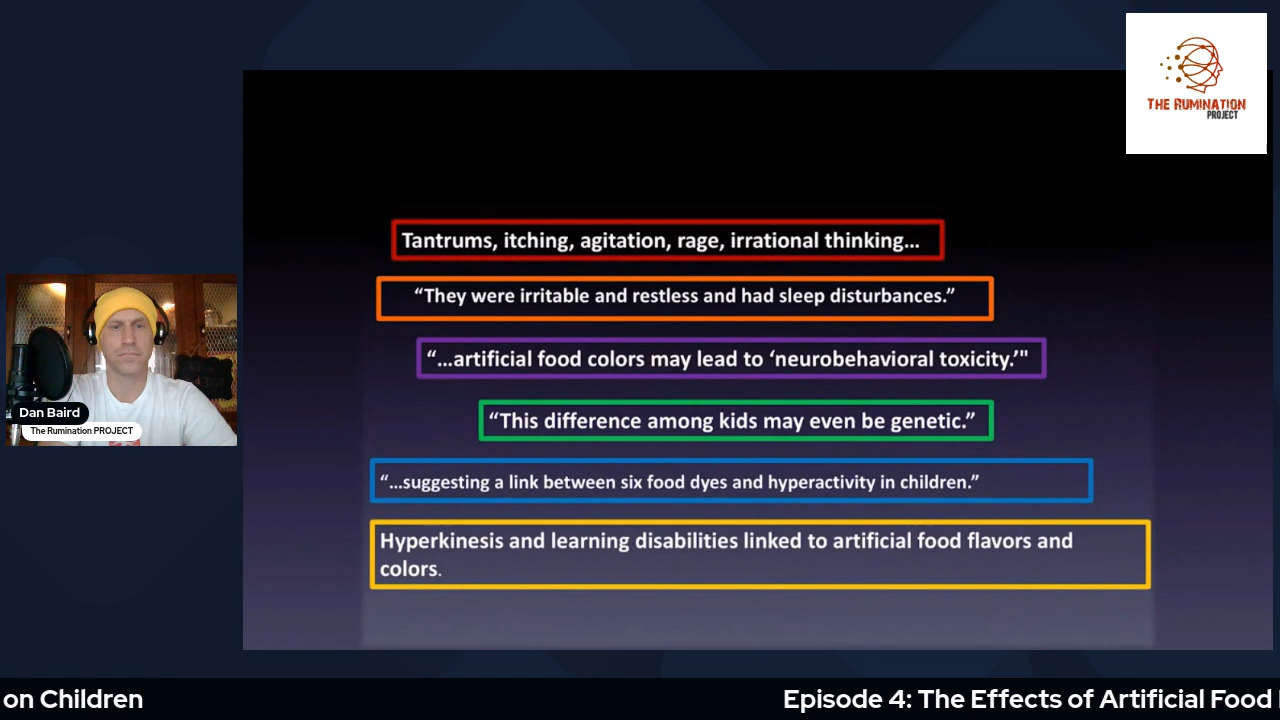 THE RUMINATION
PROJECT
Tantrums, itching, agitation, rage, irrational thinking...
“They were irritable and restless and had sleep disturbances.”
“...artificial food colors may lead to ‘neurobehavioral toxicity.’"
“This difference among kids may even be genetic.”
“...suggesting a link between six food dyes and hyperactivity in children.”
Hyperkinesis and learning disabilities linked to artificial food flavors and
colors.
Dan Baird
The Rumination PROJECT
on Children
Episode 4: The Effects of Artificial Food